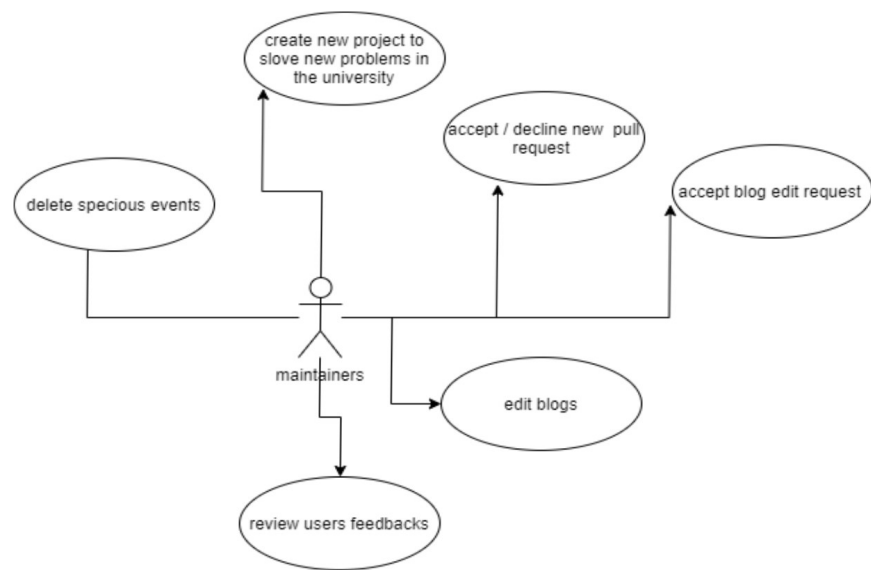 create new project to
slove new problems in
the university
accept / decline new pull
request
accept blog edit request
delete specious events
maintainers
edit blogs
review users feedbacks